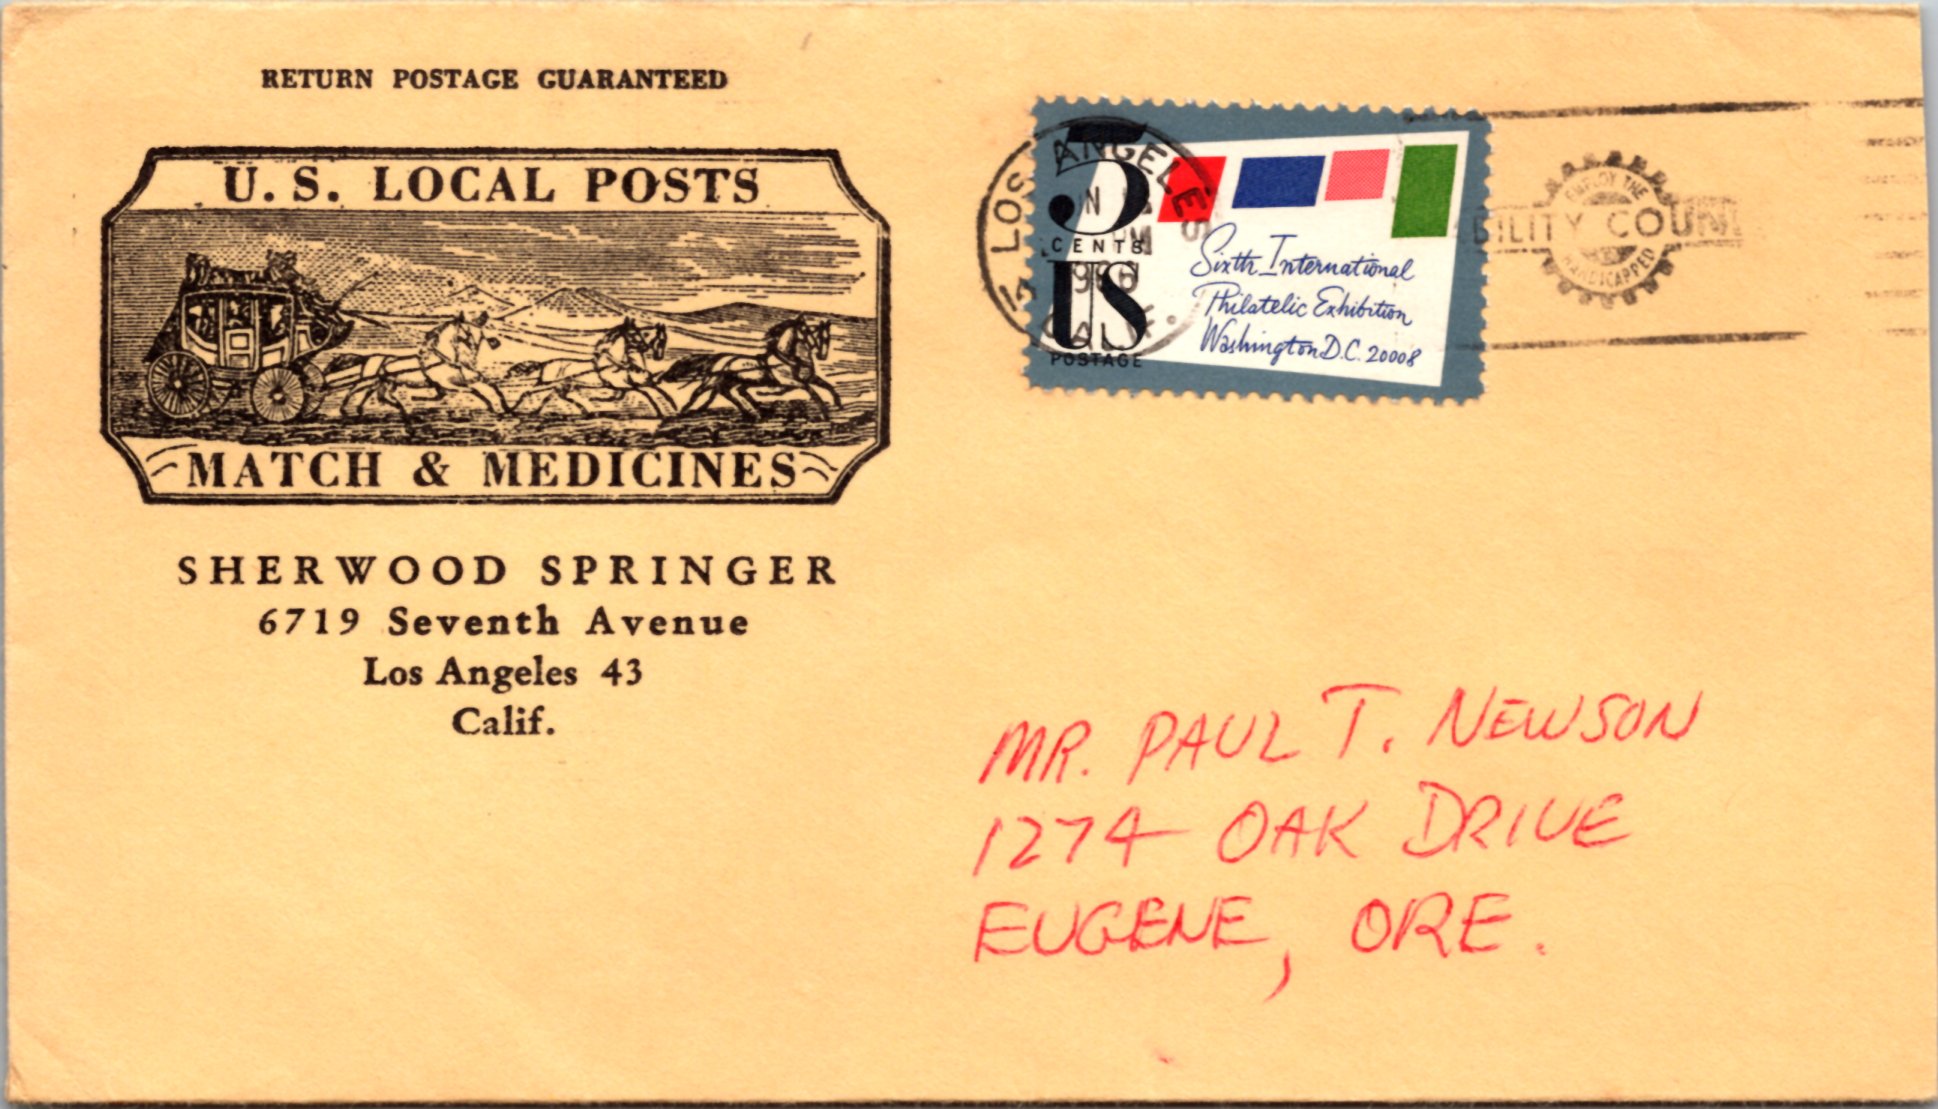 RETURN POSTAGE GUARANTEED
U. S. LOCAL POSTS
MATCH & MEDICINES
SHERWOOD SPRINGER
6719 Seventh Avenue
Los Angeles 43
Calif.
5
CENTS
US
POSTAGE
Sixth International
Philatelic Exhibition
Washington D.C. 20008
LOS ANGELES
PM
1966
CALIF.
EMPLOY THE
BILITY COUN
HANDICAPPED
MR. PAUL T. NEWSON
1274 OAK DRIVE
EUGENE, ORE.